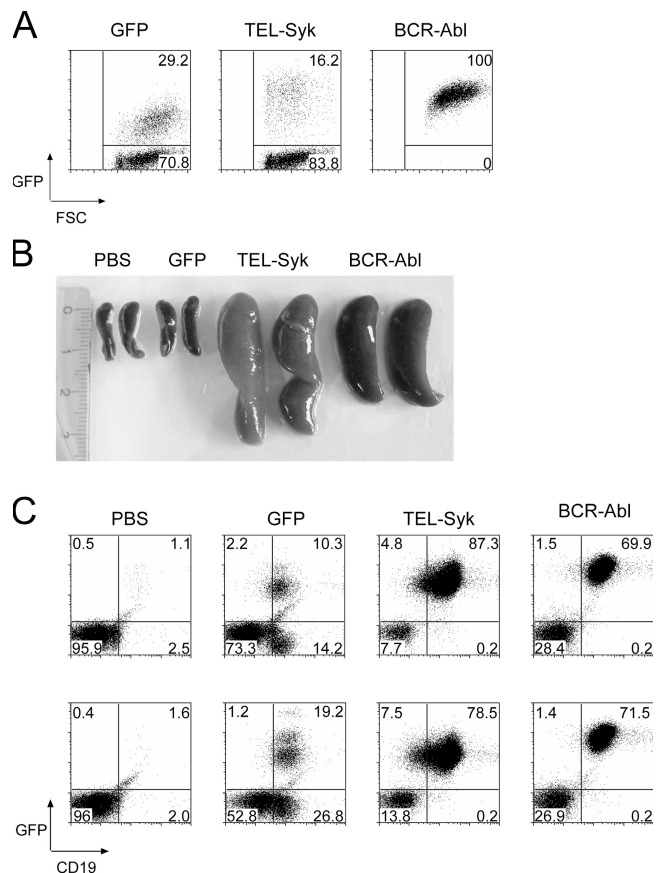 A
GFP TEL-Syk BCR-Abl
29.2 16.2 100
70.8 83.8 0
GFP
FSC
B
PBS GFP TEL-Syk BCR-Abl
0
1
2
3
C
PBS GFP TEL-Syk BCR-Abl
0.5 1.1 2.2 10.3 4.8 87.3 1.5 69.9
95.9 2.5 73.3 14.2 7.7 0.2 28.4 0.2
0.4 1.6 1.2 19.2 7.5 78.5 1.4 71.5
96 2.0 52.8 26.8 13.8 0.2 26.9 0.2
GFP
CD19